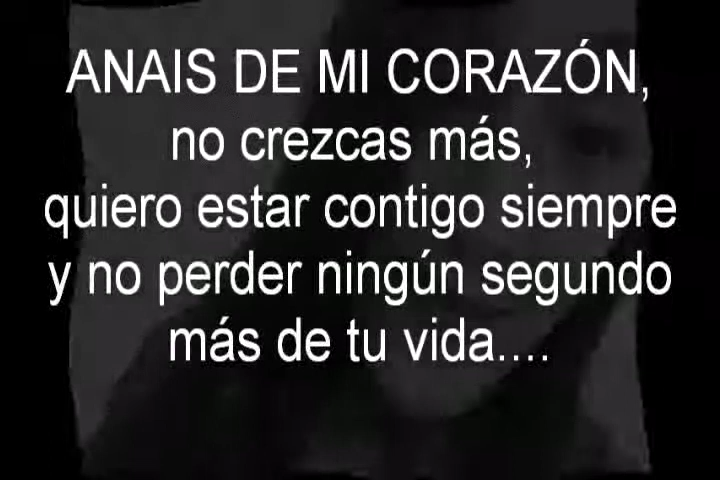 ANAIS DE MI CORAZÓN,
no crezcas más,
quiero estar contigo siempre
y no perder ningún segundo
más de tu vida....